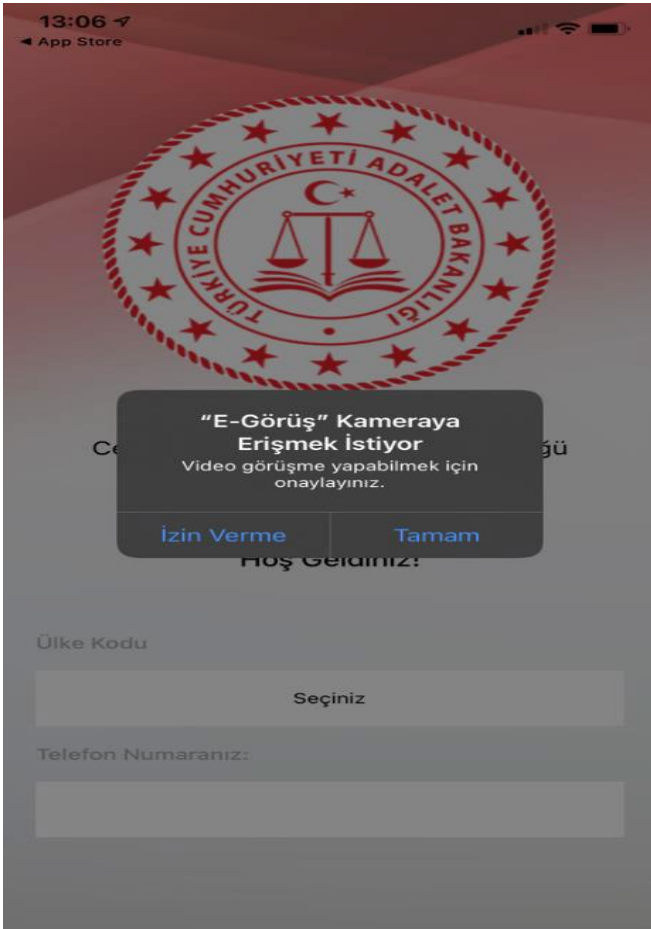 13:06
App Store
TÜRKİYE CUMHURİYETİ ADALET BAKANLIĞI
"E-Görüş" Kameraya
Erişmek İstiyor
Video görüşme yapabilmek için
onaylayınız.
İzin Verme Tamam
Hoş Geldiniz!
Ülke Kodu
Seçiniz
Telefon Numaranız: